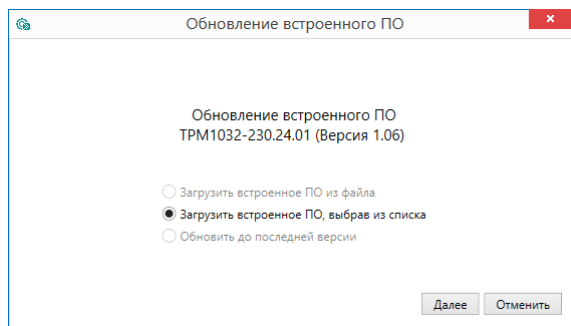 Обновление встроенного ПО
Обновление встроенного ПО
ТРМ1032-230.24.01 (Версия 1.06)
Загрузить встроенное ПО из файла
Загрузить встроенное ПО, выбрав из списка
Обновить до последней версии
Далее Отменить